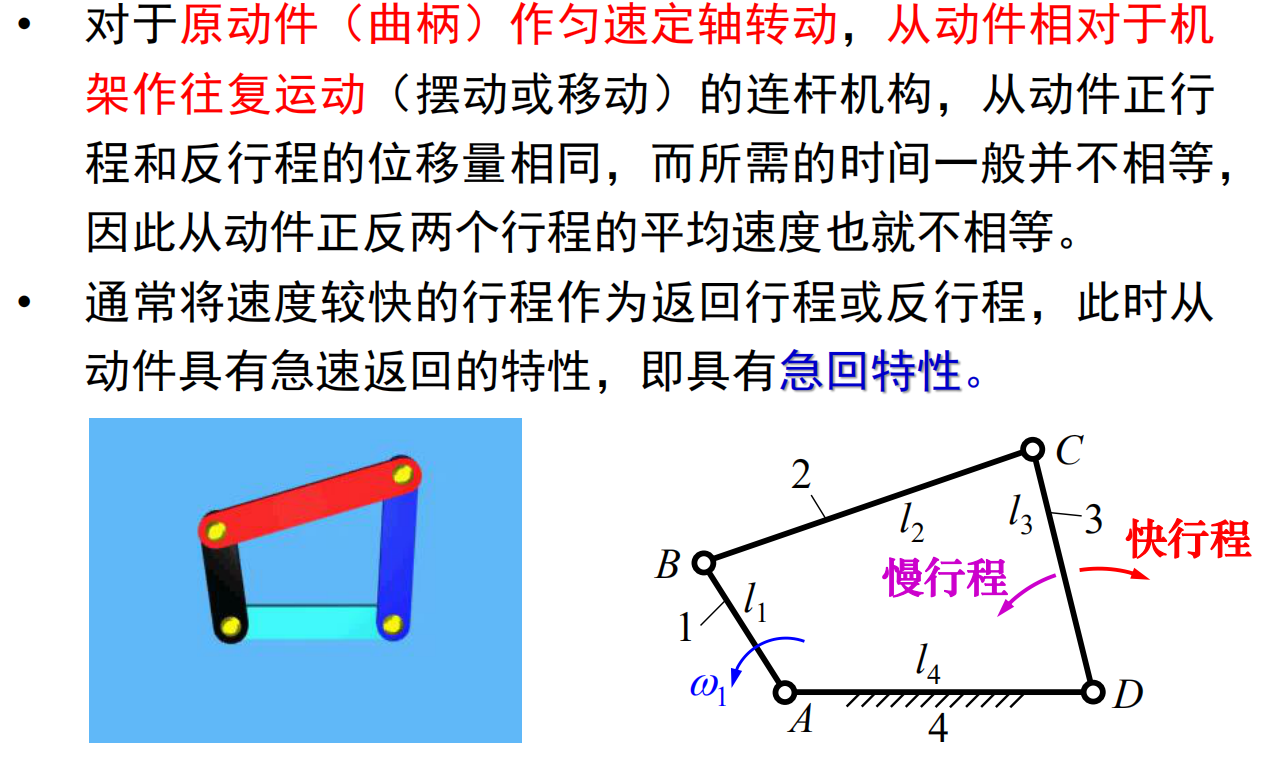 • 对于原动件（曲柄）作匀速定轴转动，从动件相对于机
架作往复运动（摆动或移动）的连杆机构，从动件正行
程和反行程的位移量相同，而所需的时间一般并不相等，
因此从动件正反两个行程的平均速度也就不相等。
• 通常将速度较快的行程作为返回行程或反行程，此时从
动件具有急速返回的特性，即具有急回特性。
C
2
l2
l3
3
快行程
B
慢行程
l1
1
l4
ω1
A
4
D